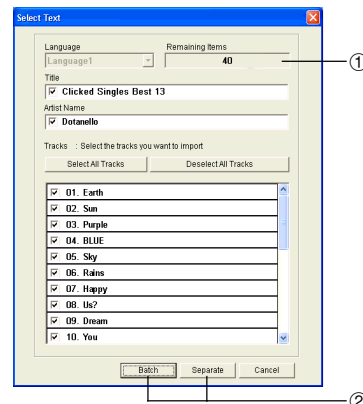 Select Text
Language Remaining Items
Language1 40 ①
Title
Clicked Singles Best 13
Artist Name
Dotanello
Tracks : Select the tracks you want to import
Select All Tracks Deselect All Tracks
01. Earth
02. Sun
03. Purple
04. BLUE
05. Sky
06. Rains
07. Happy
08. Us?
09. Dream
10. You
Batch Separate Cancel
②